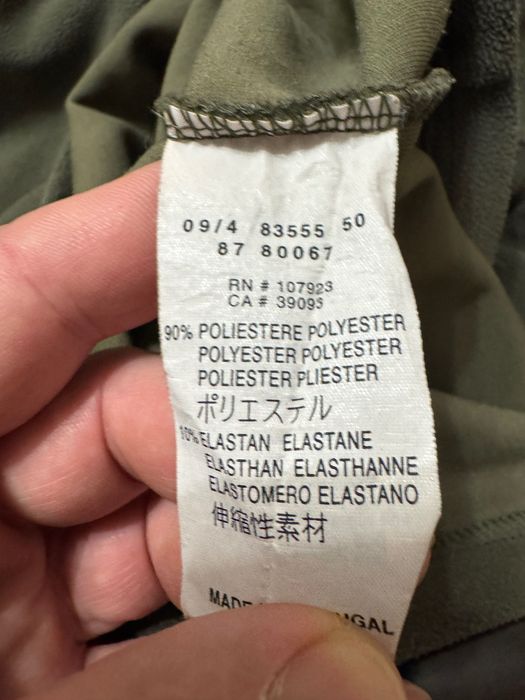 09/4 83555 50
87 80067
RN # 107923
CA # 39093
90% POLIESTERE POLYESTER
POLYESTER POLYESTER
POLIESTER PLIESTER
ポリエステル
10% ELASTAN ELASTANE
ELASTHAN ELASTHANNE
ELASTOMERO ELASTANO
伸縮性素材
MADE